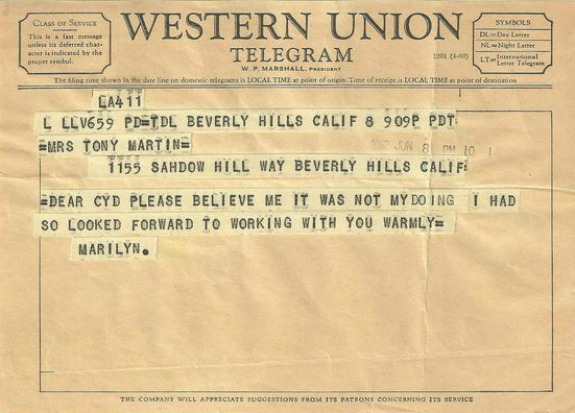 CLASS OF SERVICE
This is a fast message
unless its deferred char-
acter is indicated by the
proper symbol.
WESTERN UNION
TELEGRAM
W. P. MARSHALL, PRESIDENT
1201 (4-60)
SYMBOLS
DL=Day Letter
NL=Night Letter
LT=International
Letter Telegram
The filing time shown in the date line on domestic telegrams is LOCAL TIME at point of origin. Time of receipt is LOCAL TIME at point of destination
LA411
L LLV659 PD=TDL BEVERLY HILLS CALIF 8 909P PDT
=MRS TONY MARTIN=
JUN 8 PM 10
1155 SAHDOW HILL WAY BEVERLY HILLS CALIF
=DEAR CYD PLEASE BELIEVE ME IT WAS NOT MYDOING I HAD
SO LOOKED FORWARD TO WORKING WITH YOU WARMLY=
MARILYN.
THE COMPANY WILL APPRECIATE SUGGESTIONS FROM ITS PATRONS CONCERNING ITS SERVICE